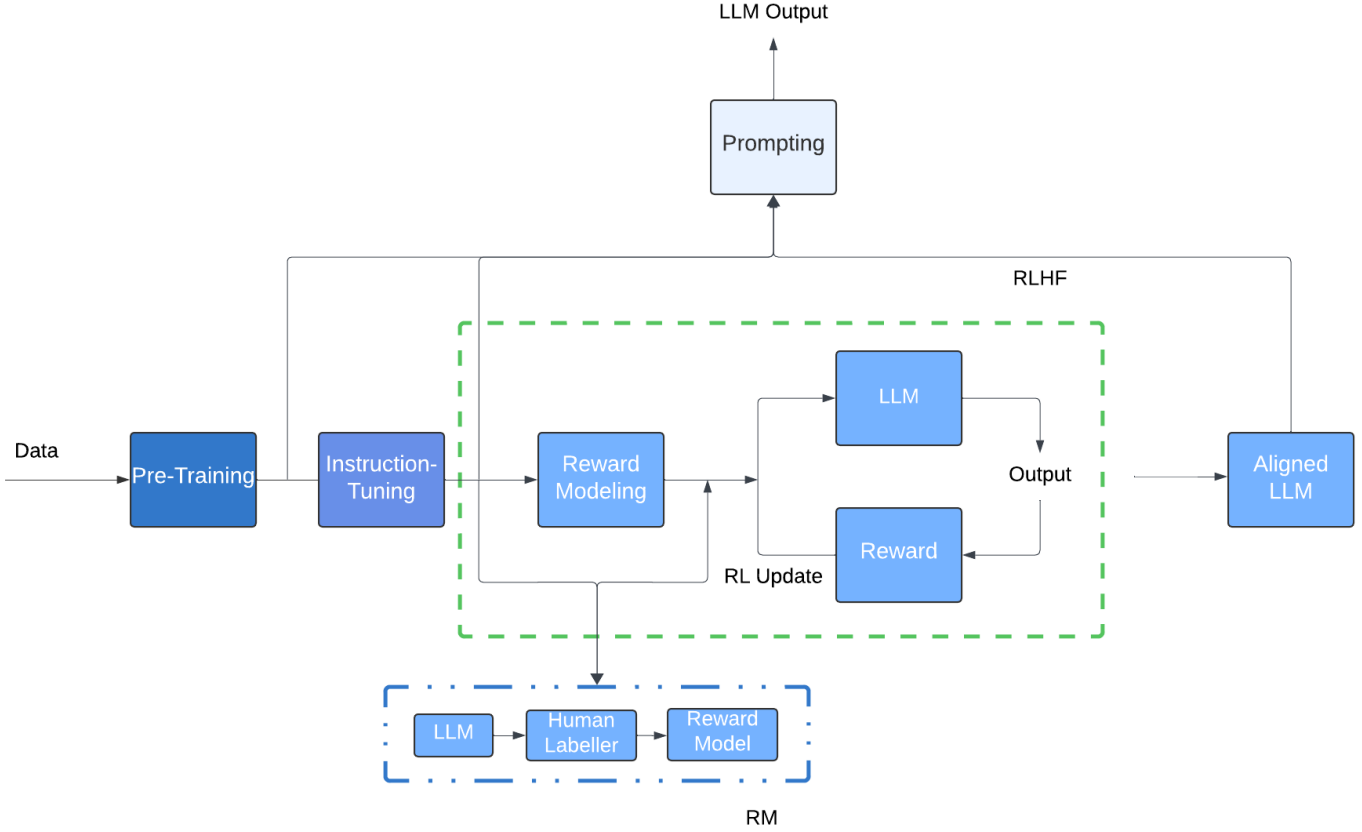 LLM Output
Prompting
RLHF
Data
Pre-Training
Instruction-
Tuning
Reward
Modeling
LLM
Output
Reward
RL Update
Aligned
LLM
LLM
Human
Labeller
Reward
Model
RM